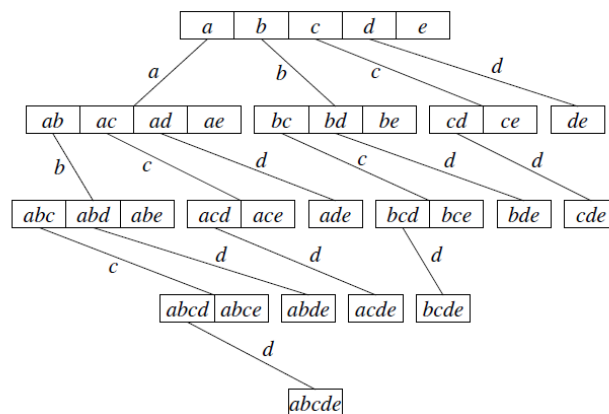 a b c d e
a b c d
ab ac ad ae bc bd be cd ce de
b c d c d d
abc abd abe acd ace ade bcd bce bde cde
c d d d
abcd abce abde acde bcde
d
abcde